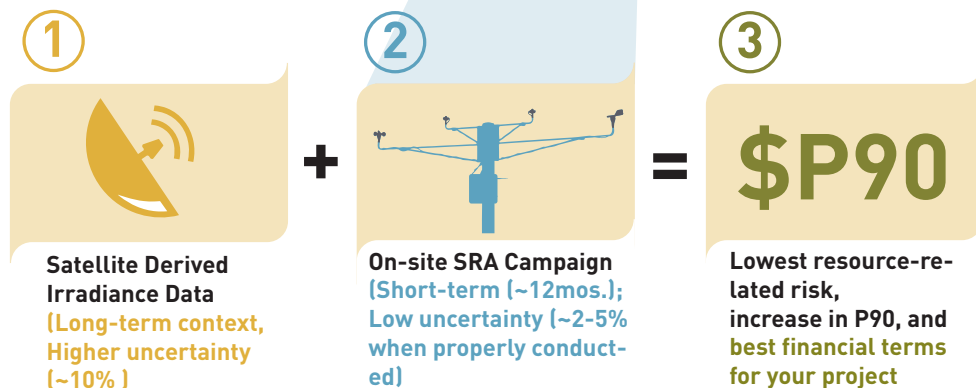 1
2
3
+
=
$P90
Satellite Derived
Irradiance Data
(Long-term context,
Higher uncertainty
(~10% )
On-site SRA Campaign
(Short-term (~12mos.);
Low uncertainty (~2-5%
when properly conduct-
ed)
Lowest resource-re-
lated risk,
increase in P90, and
best financial terms
for your project